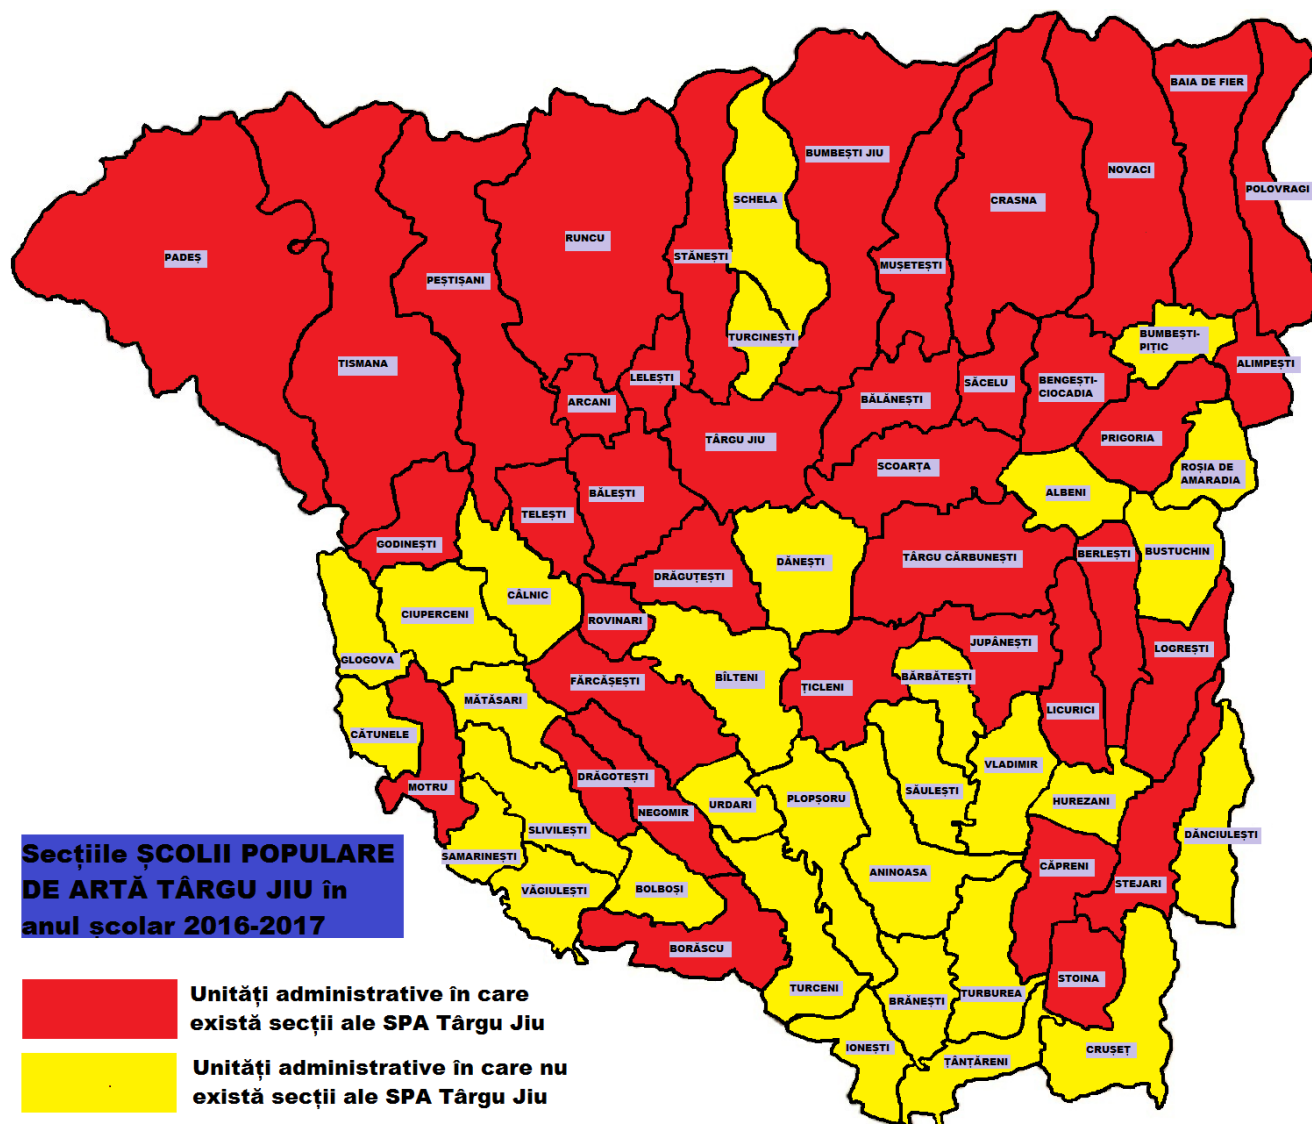 BAIA DE FIER
BUMBEȘTI JIU
NOVACI
POLOVRAGI
SCHELA
CRASNA
RUNCU
PADEȘ
STĂNEȘTI
MUȘETEȘTI
PEȘTIȘANI
TURCINEȘTI
BUMBEȘTI-
PIȚIC
TISMANA
ALIMPEȘTI
LELEȘTI
SĂCELU
BENGEȘTI-
CIOCADIA
ARCANI
BĂLĂNEȘTI
TÂRGU JIU
PRIGORIA
SCOARȚA
ROȘIA DE
AMARADIA
BĂLEȘTI
ALBENI
TELEȘTI
GODINEȘTI
BERLEȘTI
BUSTUCHIN
TÂRGU CĂRBUNEȘTI
DĂNEȘTI
DRĂGUȚEȘTI
CÂLNIC
CIUPERCENI
ROVINARI
JUPÂNEȘTI
LOGREȘTI
GLOGOVA
BĂRBĂTEȘTI
FĂRCĂȘEȘTI
BÎLTENI
ȚICLENI
MĂTĂSARI
LICURICI
CĂTUNELE
VLADIMIR
DRĂGOTEȘTI
MOTRU
SĂULEȘTI
PLOPȘORU
HUREZANI
URDARI
NEGOMIR
SLIVILEȘTI
DĂNCIULEȘTI
SAMARINEȘTI
CĂPRENI
ANINOASA
STEJARI
VĂGIULEȘTI
BOLBOȘI
BORĂSCU
STOINA
TURCENI
TURBUREA
BRĂNEȘTI
IONEȘTI
CRUȘEȚ
ȚÂNȚĂRENI
Secțiile ȘCOLII POPULARE
DE ARTĂ TÂRGU JIU în
anul școlar 2016-2017
Unități administrative în care
există secții ale SPA Târgu Jiu
Unități administrative în care nu
există secții ale SPA Târgu Jiu